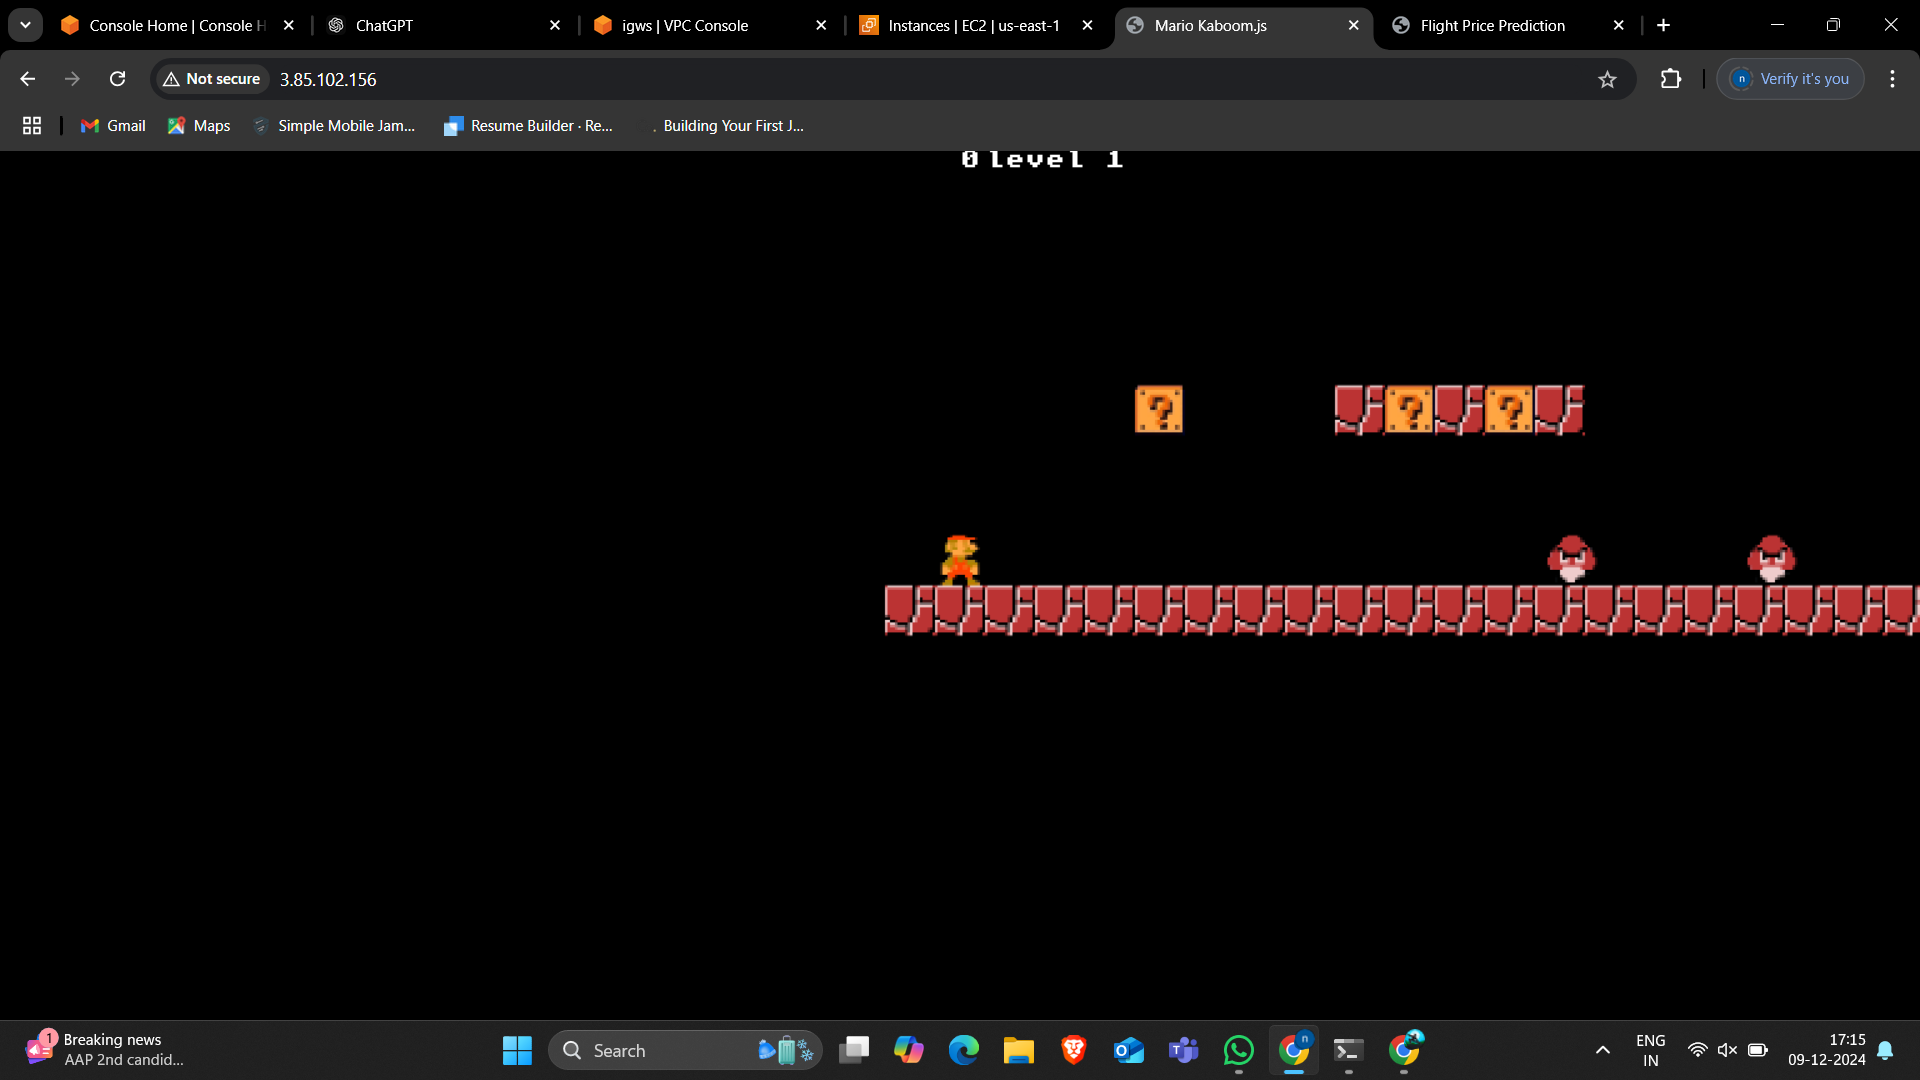 Console Home | Console H
ChatGPT
igws | VPC Console
Instances | EC2 | us-east-1
Mario Kaboom.js
Flight Price Prediction
Not secure
3.85.102.156
n
Verify it's you
Gmail
Maps
Simple Mobile Jam...
Resume Builder · Re...
Building Your First J...
0 level 1
?
? ?
1
Breaking news
AAP 2nd candid...
Search
n
ENG
IN
17:15
09-12-2024